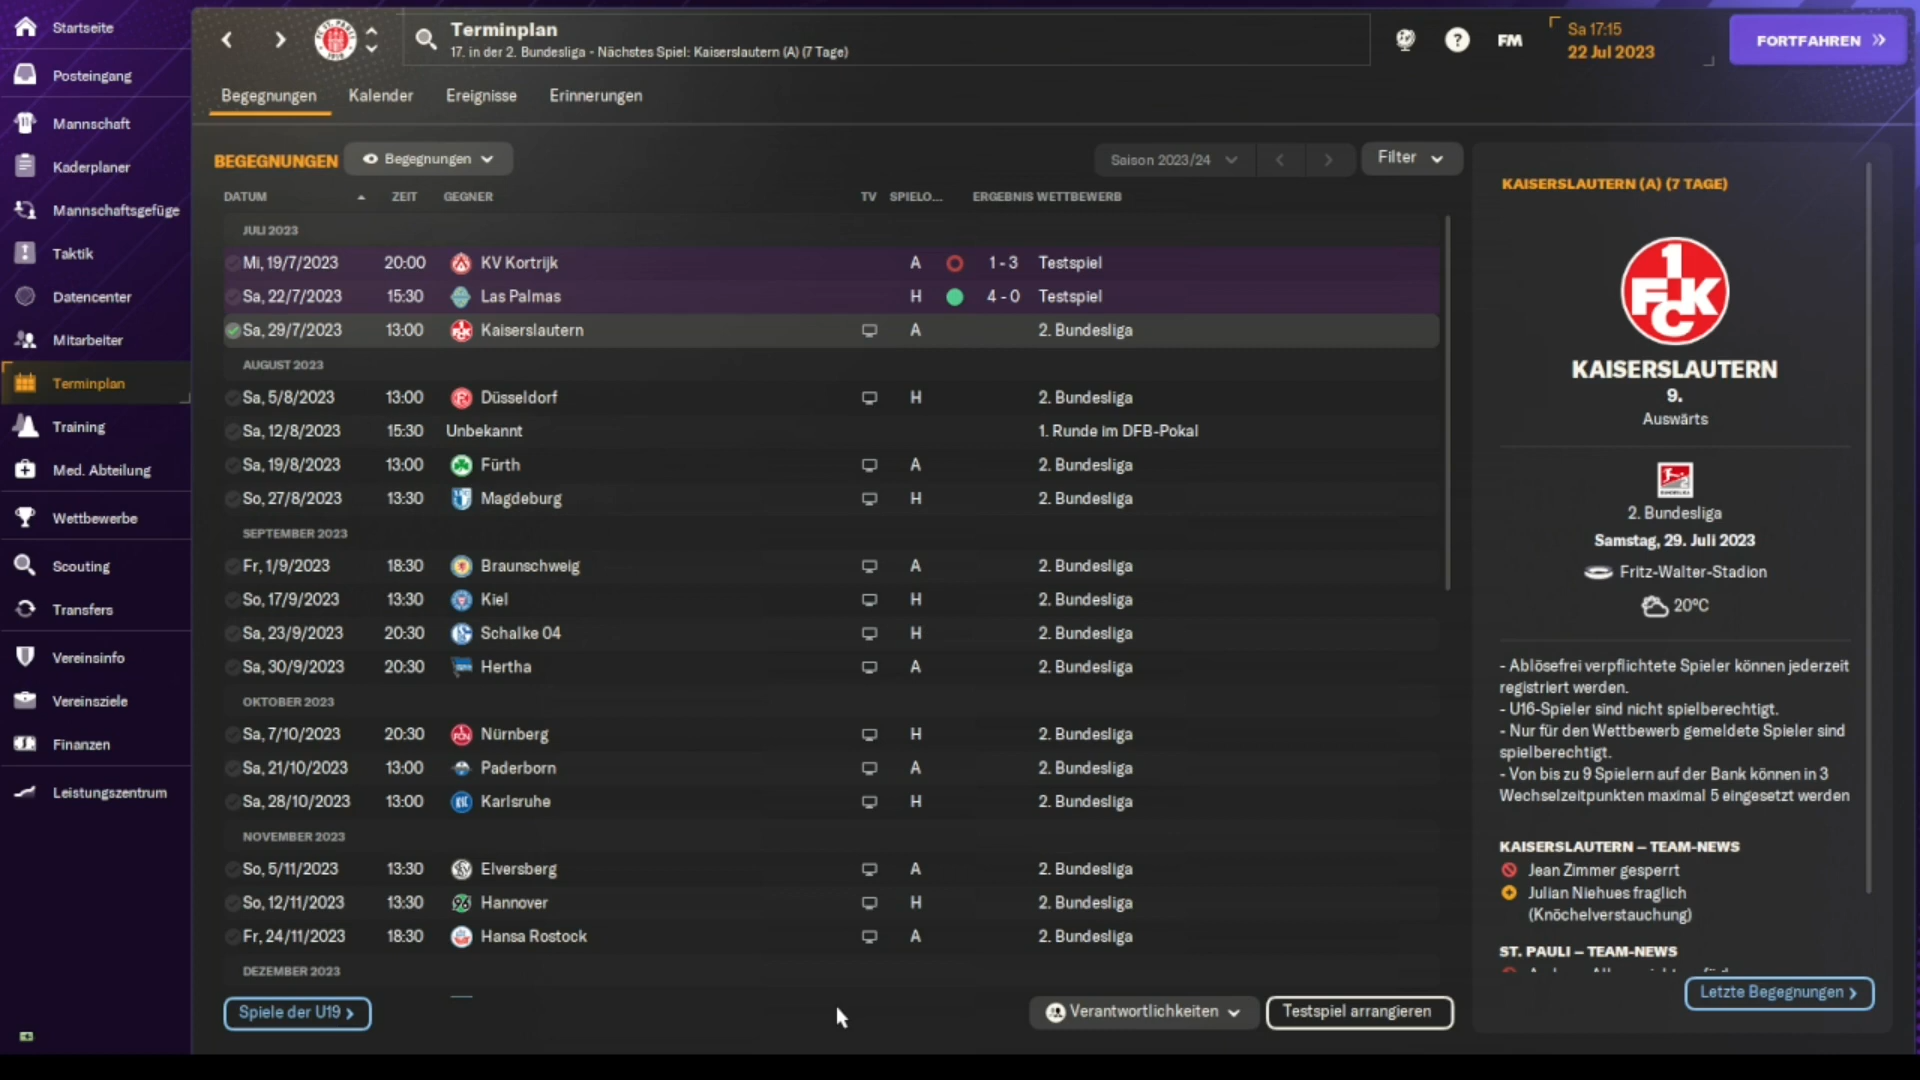 Startseite
Posteingang
Mannschaft
Kaderplaner
Mannschaftsgefüge
Taktik
Datencenter
Mitarbeiter
Terminplan
Training
Med. Abteilung
Wettbewerbe
Scouting
Transfers
Vereinsinfo
Vereinsziele
Finanzen
Leistungszentrum
Terminplan
17. in der 2. Bundesliga - Nächstes Spiel: Kaiserslautern (A) (7 Tage)
FM
Sa 17:15
22 Jul 2023
FORTFAHREN
Begegnungen Kalender Ereignisse Erinnerungen
BEGEGNUNGEN Begegnungen Saison 2023/24 Filter
DATUM ZEIT GEGNER TV SPIELO... ERGEBNIS WETTBEWERB
JULI 2023
Mi, 19/7/2023 20:00 KV Kortrijk A 1 - 3 Testspiel
Sa, 22/7/2023 15:30 Las Palmas H 4 - 0 Testspiel
Sa, 29/7/2023 13:00 Kaiserslautern A 2. Bundesliga
AUGUST 2023
Sa, 5/8/2023 13:00 Düsseldorf H 2. Bundesliga
Sa, 12/8/2023 15:30 Unbekannt 1. Runde im DFB-Pokal
Sa, 19/8/2023 13:00 Fürth A 2. Bundesliga
So, 27/8/2023 13:30 Magdeburg H 2. Bundesliga
SEPTEMBER 2023
Fr, 1/9/2023 18:30 Braunschweig A 2. Bundesliga
So, 17/9/2023 13:30 Kiel H 2. Bundesliga
Sa, 23/9/2023 20:30 Schalke 04 H 2. Bundesliga
Sa, 30/9/2023 20:30 Hertha A 2. Bundesliga
OKTOBER 2023
Sa, 7/10/2023 20:30 Nürnberg H 2. Bundesliga
Sa, 21/10/2023 13:00 Paderborn A 2. Bundesliga
Sa, 28/10/2023 13:00 Karlsruhe H 2. Bundesliga
NOVEMBER 2023
So, 5/11/2023 13:30 Elversberg A 2. Bundesliga
So, 12/11/2023 13:30 Hannover H 2. Bundesliga
Fr, 24/11/2023 18:30 Hansa Rostock A 2. Bundesliga
DEZEMBER 2023
Spiele der U19 Verantwortlichkeiten Testspiel arrangieren
KAISERSLAUTERN (A) (7 TAGE)
1
FCK
KAISERSLAUTERN
9.
Auswärts
2. Bundesliga
Samstag, 29. Juli 2023
Fritz-Walter-Stadion
20°C
- Ablösefrei verpflichtete Spieler können jederzeit
registriert werden.
- U16-Spieler sind nicht spielberechtigt.
- Nur für den Wettbewerb gemeldete Spieler sind
spielberechtigt.
- Von bis zu 9 Spielern auf der Bank können in 3
Wechselzeitpunkten maximal 5 eingesetzt werden
KAISERSLAUTERN – TEAM-NEWS
Jean Zimmer gesperrt
Julian Niehues fraglich
(Knöchelverstauchung)
ST. PAULI – TEAM-NEWS
Letzte Begegnungen